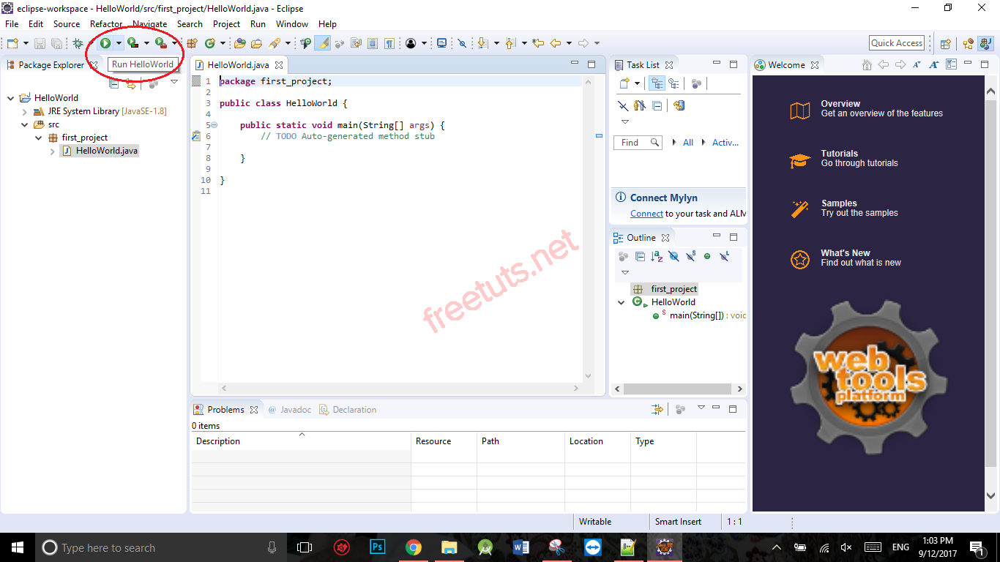 eclipse-workspace - HelloWorld/src/first_project/HelloWorld.java - Eclipse
File Edit Source Refactor Navigate Search Project Run Window Help
Quick Access
Run HelloWorld
Package Explorer
HelloWorld
JRE System Library [JavaSE-1.8]
src
first_project
HelloWorld.java
HelloWorld.java
1 package first_project;
2
3 public class HelloWorld {
4
5 public static void main(String[] args) {
6 // TODO Auto-generated method stub
7
8 }
9
10 }
11
freetuts.net
Task List
Find All Activ...
Connect Mylyn
Connect to your task and ALM
Outline
first_project
HelloWorld
main(String[]) : void
Welcome
Overview
Get an overview of the features
Tutorials
Go through tutorials
Samples
Try out the samples
What's New
Find out what is new
web
tools
platform
Problems Javadoc Declaration
0 items
Description Resource Path Location Type
Writable Smart Insert 1 : 1
Type here to search
Ps
ENG
1:03 PM
9/12/2017
1